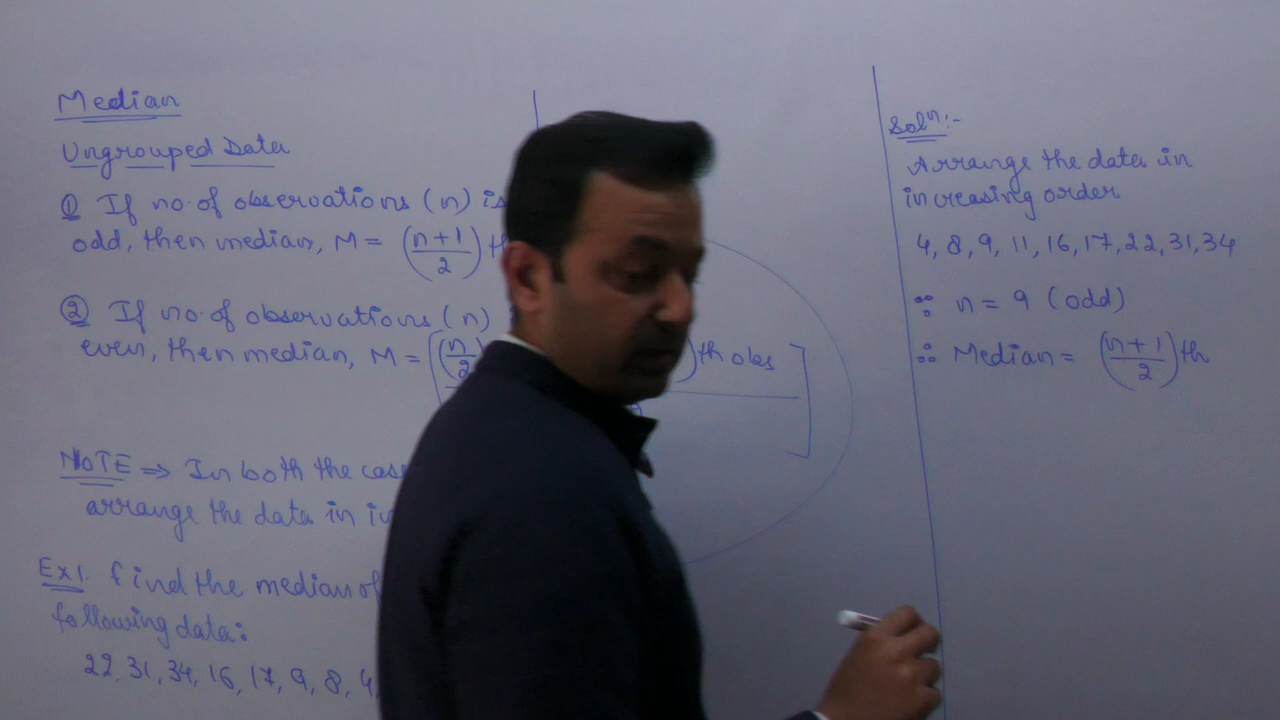 Median
Ungrouped Data
① If no. of observations (n) is
odd, then median, M = (n+1/2)th
② If no. of observations (n)
even, then median, M = [(n/2) )th obs]
NOTE ⇒ In both the case
arrange the data in in
Ex1. find the median of
following data:
22, 31, 34, 16, 17, 9, 8, 4,
Solⁿ:-
Arrange the data in
increasing order
4, 8, 9, 11, 16, 17, 22, 31, 34
∵ n = 9 (odd)
∴ Median = (n+1/2)th